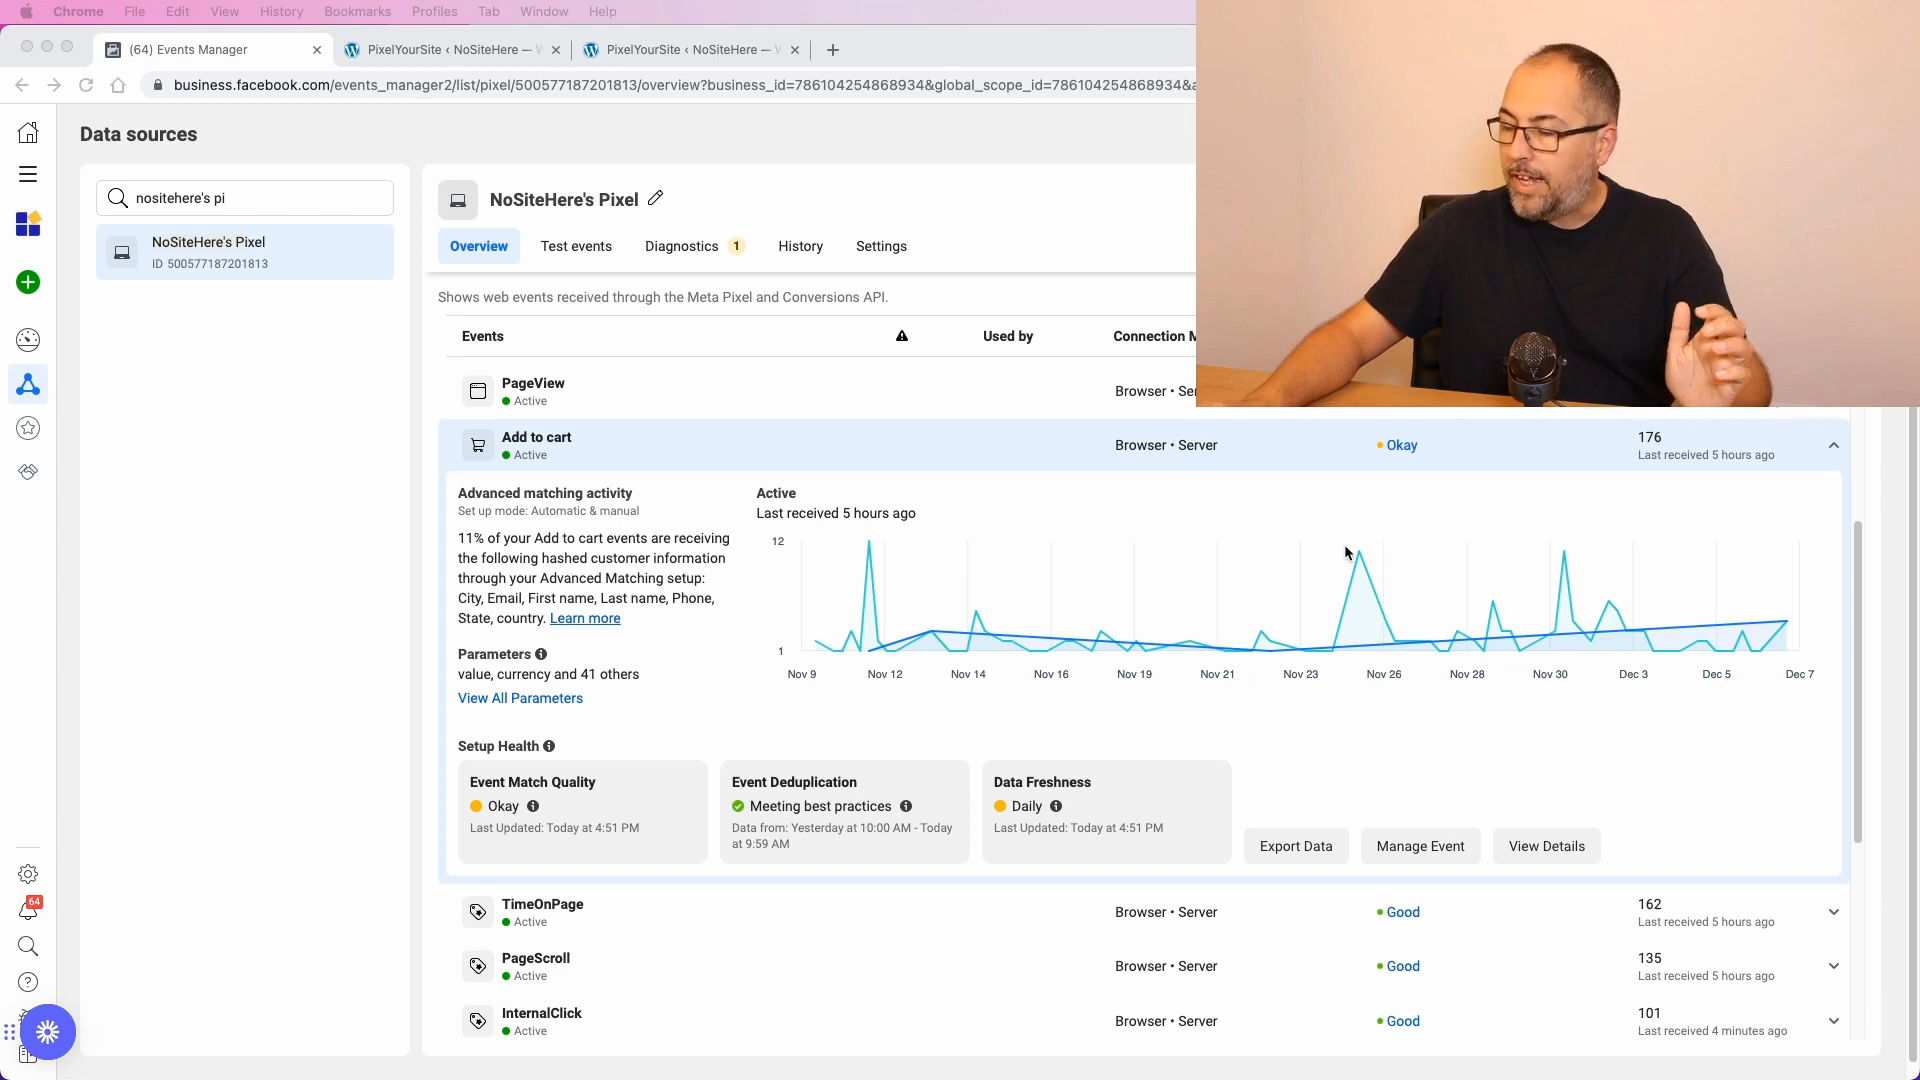 Chrome File Edit View History Bookmarks Profiles Tab Window Help
(64) Events Manager
PixelYourSite ‹ NoSiteHere —
PixelYourSite ‹ NoSiteHere —
business.facebook.com/events_manager2/list/pixel/500577187201813/overview?business_id=786104254868934&global_scope_id=786104254868934&
Data sources
nositehere's pi
NoSiteHere's Pixel
ID 500577187201813
NoSiteHere's Pixel
Overview Test events Diagnostics 1 History Settings
Shows web events received through the Meta Pixel and Conversions API.
Events Used by Connection M
PageView
Active
Browser • Ser
Add to cart
Active
Browser • Server
Okay
176
Last received 5 hours ago
Advanced matching activity
Set up mode: Automatic & manual
11% of your Add to cart events are receiving
the following hashed customer information
through your Advanced Matching setup:
City, Email, First name, Last name, Phone,
State, country. Learn more
Parameters
value, currency and 41 others
View All Parameters
Active
Last received 5 hours ago
12
1
Nov 9 Nov 12 Nov 14 Nov 16 Nov 19 Nov 21 Nov 23 Nov 26 Nov 28 Nov 30 Dec 3 Dec 5 Dec 7
Setup Health
Event Match Quality
Okay
Last Updated: Today at 4:51 PM
Event Deduplication
Meeting best practices
Data from: Yesterday at 10:00 AM - Today
at 9:59 AM
Data Freshness
Daily
Last Updated: Today at 4:51 PM
Export Data Manage Event View Details
TimeOnPage
Active
Browser • Server
Good
162
Last received 5 hours ago
PageScroll
Active
Browser • Server
Good
135
Last received 5 hours ago
InternalClick
Active
Browser • Server
Good
101
Last received 4 minutes ago
64